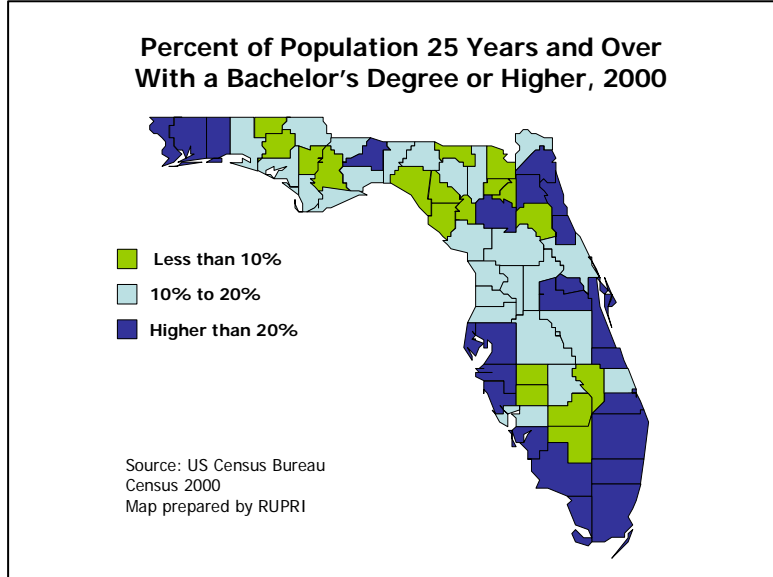 Percent of Population 25 Years and Over
With a Bachelor's Degree or Higher, 2000
Less than 10%
10% to 20%
Higher than 20%
Source: US Census Bureau
Census 2000
Map prepared by RUPRI